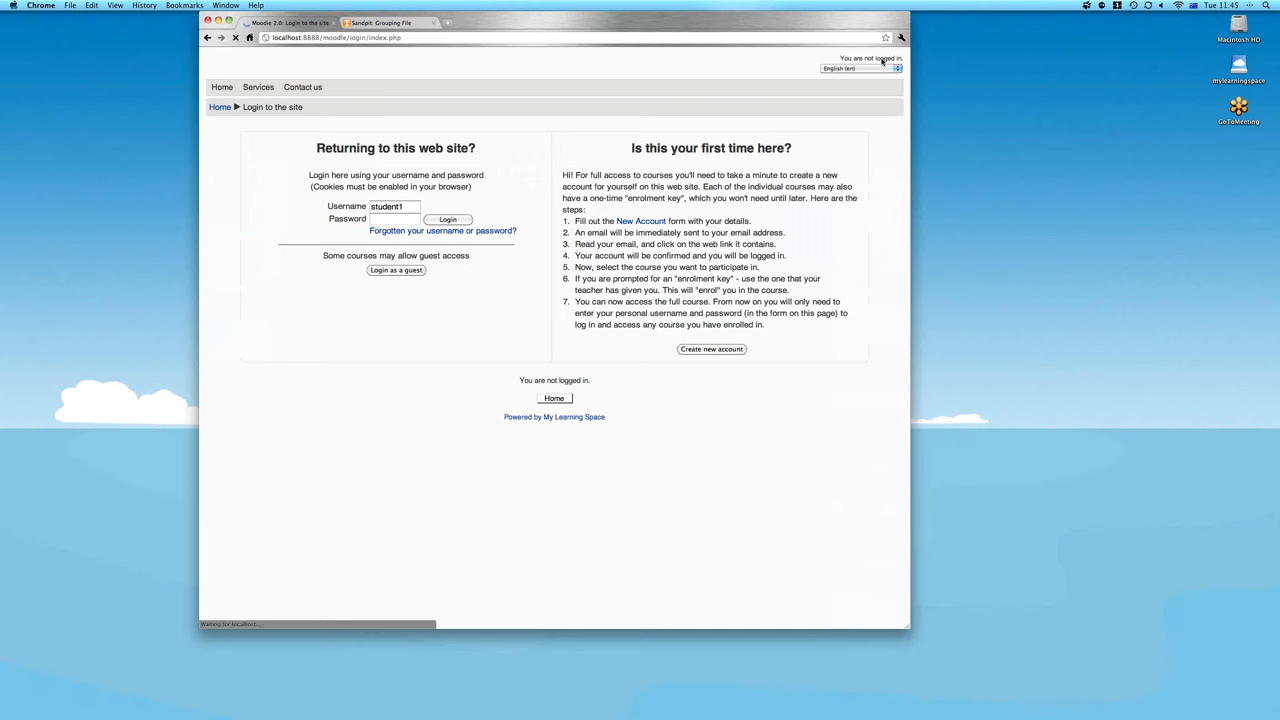 Chrome File Edit View History Bookmarks Window Help
Tue 11:45
Moodle 2.0: Login to the site
Sandpit: Grouping File
localhost:8888/moodle/login/index.php
You are not logged in.
English (en)
Home Services Contact us
Home ► Login to the site
Returning to this web site?
Login here using your username and password
(Cookies must be enabled in your browser)
Username student1
Password Login
Forgotten your username or password?
Some courses may allow guest access
Login as a guest
Is this your first time here?
Hi! For full access to courses you'll need to take a minute to create a new
account for yourself on this web site. Each of the individual courses may also
have a one-time "enrolment key", which you won't need until later. Here are the
steps:
1. Fill out the New Account form with your details.
2. An email will be immediately sent to your email address.
3. Read your email, and click on the web link it contains.
4. Your account will be confirmed and you will be logged in.
5. Now, select the course you want to participate in.
6. If you are prompted for an "enrolment key" - use the one that your
teacher has given you. This will "enrol" you in the course.
7. You can now access the full course. From now on you will only need to
enter your personal username and password (in the form on this page) to
log in and access any course you have enrolled in.
Create new account
You are not logged in.
Home
Powered by My Learning Space
Waiting for localhost...
Macintosh HD
mylearningspace
GoToMeeting